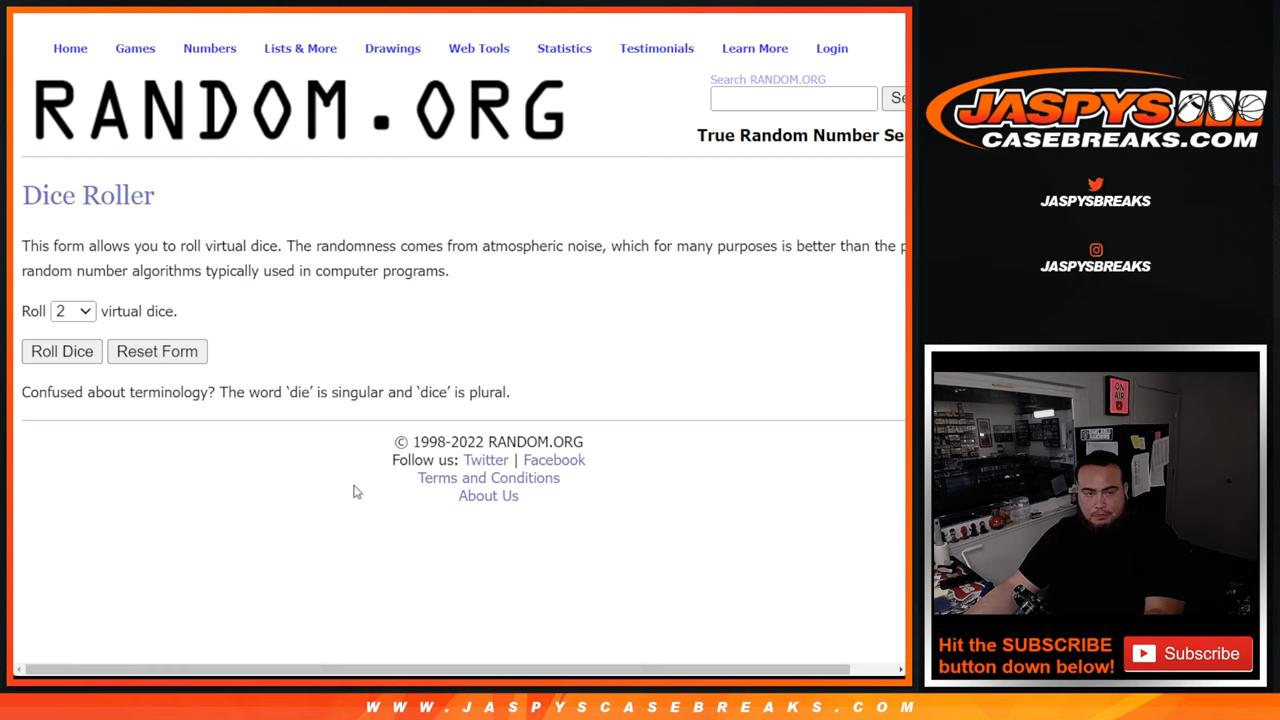 Home Games Numbers Lists & More Drawings Web Tools Statistics Testimonials Learn More Login
RANDOM.ORG
Search RANDOM.ORG
Se
True Random Number Se
Dice Roller
This form allows you to roll virtual dice. The randomness comes from atmospheric noise, which for many purposes is better than the p
random number algorithms typically used in computer programs.
Roll 2 virtual dice.
Roll Dice Reset Form
Confused about terminology? The word ‘die’ is singular and ‘dice’ is plural.
© 1998-2022 RANDOM.ORG
Follow us: Twitter | Facebook
Terms and Conditions
About Us
JASPYS
CASEBREAKS.COM
JASPYSBREAKS
JASPYSBREAKS
ON
AIR
Hit the SUBSCRIBE
button down below!
Subscribe
WWW.JASPYSCASEBREAKS.COM